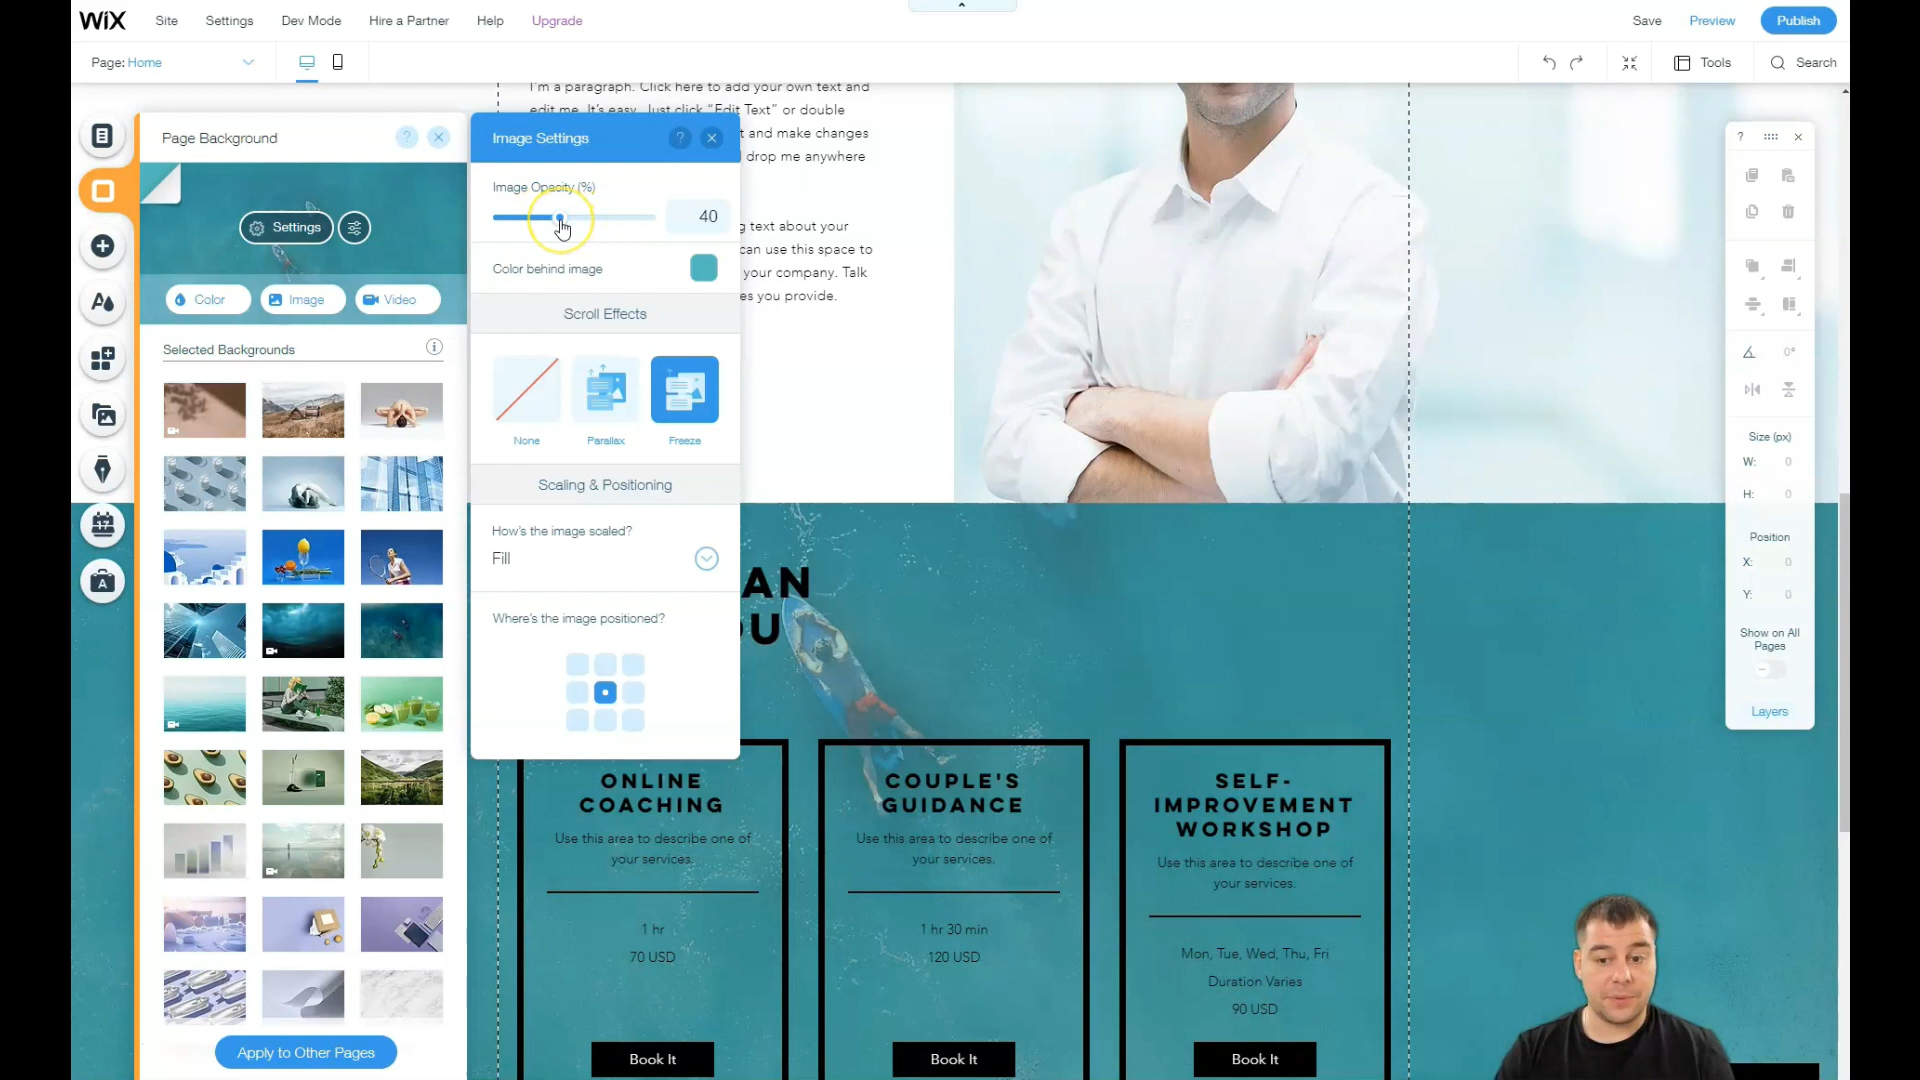 WiX Site Settings Dev Mode Hire a Partner Help Upgrade Save Preview Publish
Page: Home Tools Search
Page Background
Settings
Color Image Video
Selected Backgrounds
Apply to Other Pages
Image Settings
Image Opacity (%)
40
Color behind image
Scroll Effects
None Parallax Freeze
Scaling & Positioning
How's the image scaled?
Fill
Where's the image positioned?
I'm a paragraph. Click here to add your own text and
edit me. It's easy. Just click "Edit Text" or double
t and make changes
drop me anywhere
g text about your
can use this space to
your company. Talk
es you provide.
AN
OU
ONLINE
COACHING
Use this area to describe one of
your services.
1 hr
70 USD
Book It
COUPLE'S
GUIDANCE
Use this area to describe one of
your services.
1 hr 30 min
120 USD
Book It
SELF-
IMPROVEMENT
WORKSHOP
Use this area to describe one of
your services.
Mon, Tue, Wed, Thu, Fri
Duration Varies
90 USD
Book It
?
0°
Size (px)
W: 0
H: 0
Position
X: 0
Y: 0
Show on All
Pages
Layers